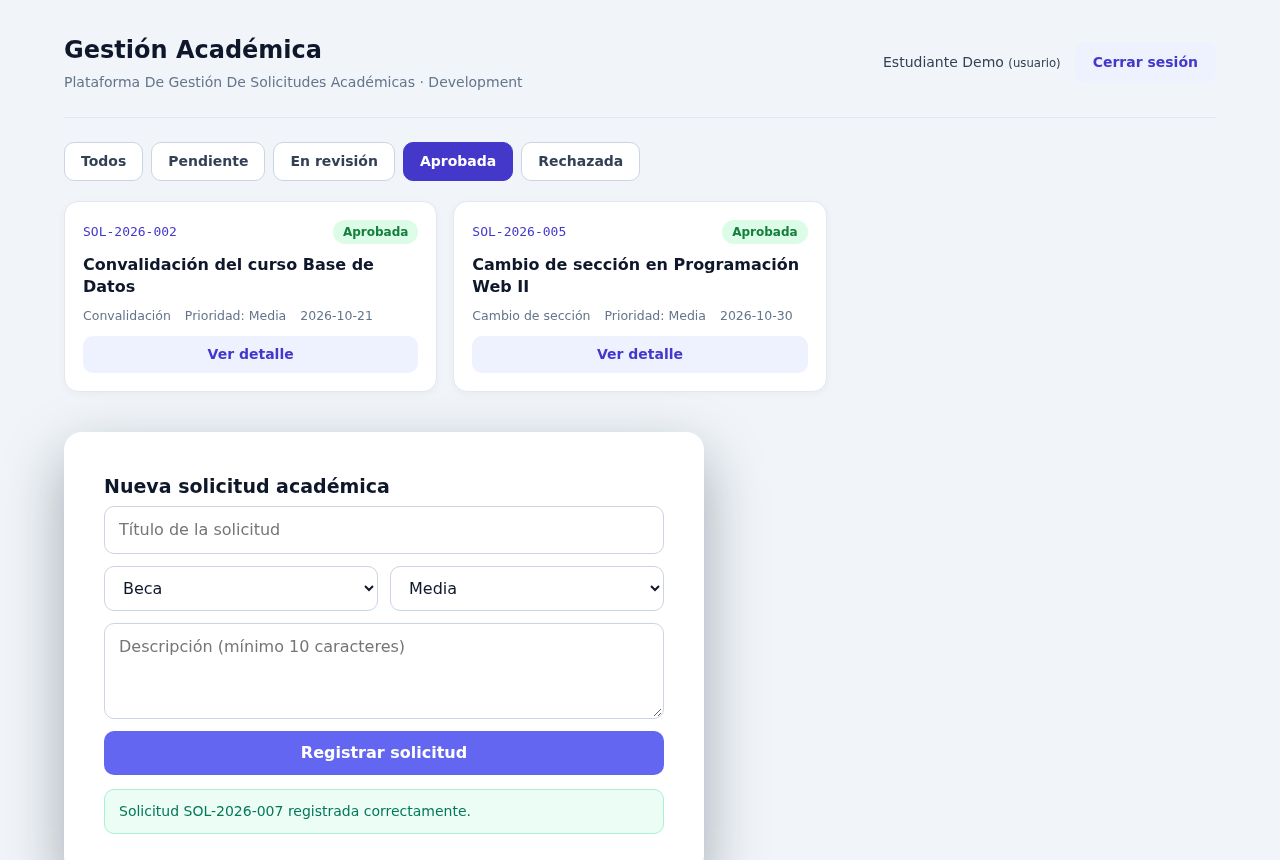 Gestión Académica
Plataforma De Gestión De Solicitudes Académicas · Development
Estudiante Demo (usuario)
Cerrar sesión
Todos
Pendiente
En revisión
Aprobada
Rechazada
SOL-2026-002
Aprobada
Convalidación del curso Base de
Datos
Convalidación Prioridad: Media 2026-10-21
Ver detalle
SOL-2026-005
Aprobada
Cambio de sección en Programación
Web II
Cambio de sección Prioridad: Media 2026-10-30
Ver detalle
Nueva solicitud académica
Título de la solicitud
Beca
Media
Descripción (mínimo 10 caracteres)
Registrar solicitud
Solicitud SOL-2026-007 registrada correctamente.